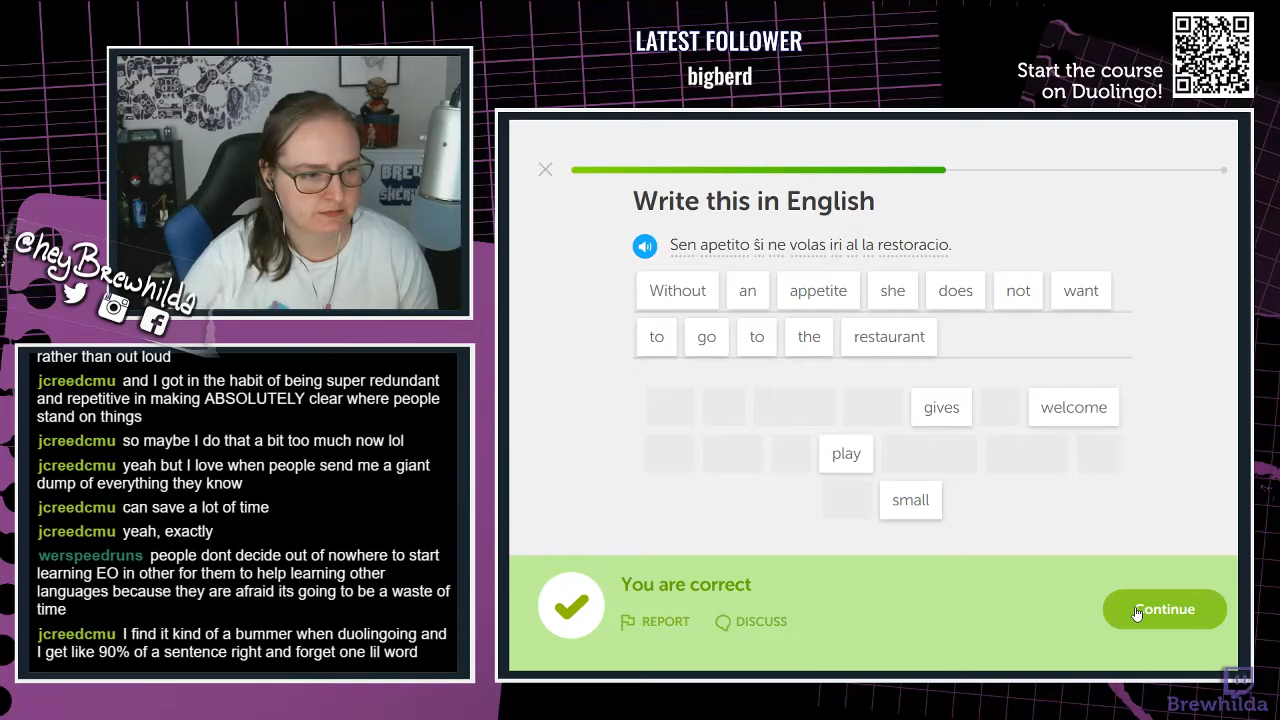 LATEST FOLLOWER
bigberd
Start the course
on Duolingo!
@heyBrewhilda
rather than out loud
jcreedcmu and I got in the habit of being super redundant
and repetitive in making ABSOLUTELY clear where people
stand on things
jcreedcmu so maybe I do that a bit too much now lol
jcreedcmu yeah but I love when people send me a giant
dump of everything they know
jcreedcmu can save a lot of time
jcreedcmu yeah, exactly
werspeedruns people dont decide out of nowhere to start
learning EO in other for them to help learning other
languages because they are afraid its going to be a waste of
time
jcreedcmu I find it kind of a bummer when duolingoing and
I get like 90% of a sentence right and forget one lil word
Write this in English
Sen apetito ŝi ne volas iri al la restoracio.
Without an appetite she does not want
to go to the restaurant
gives welcome
play
small
You are correct
REPORT DISCUSS
Continue
Brewhilda